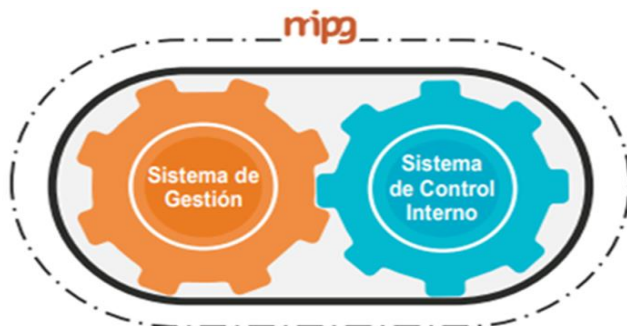 mipg
Sistema de
Gestión
Sistema
de Control
Interno